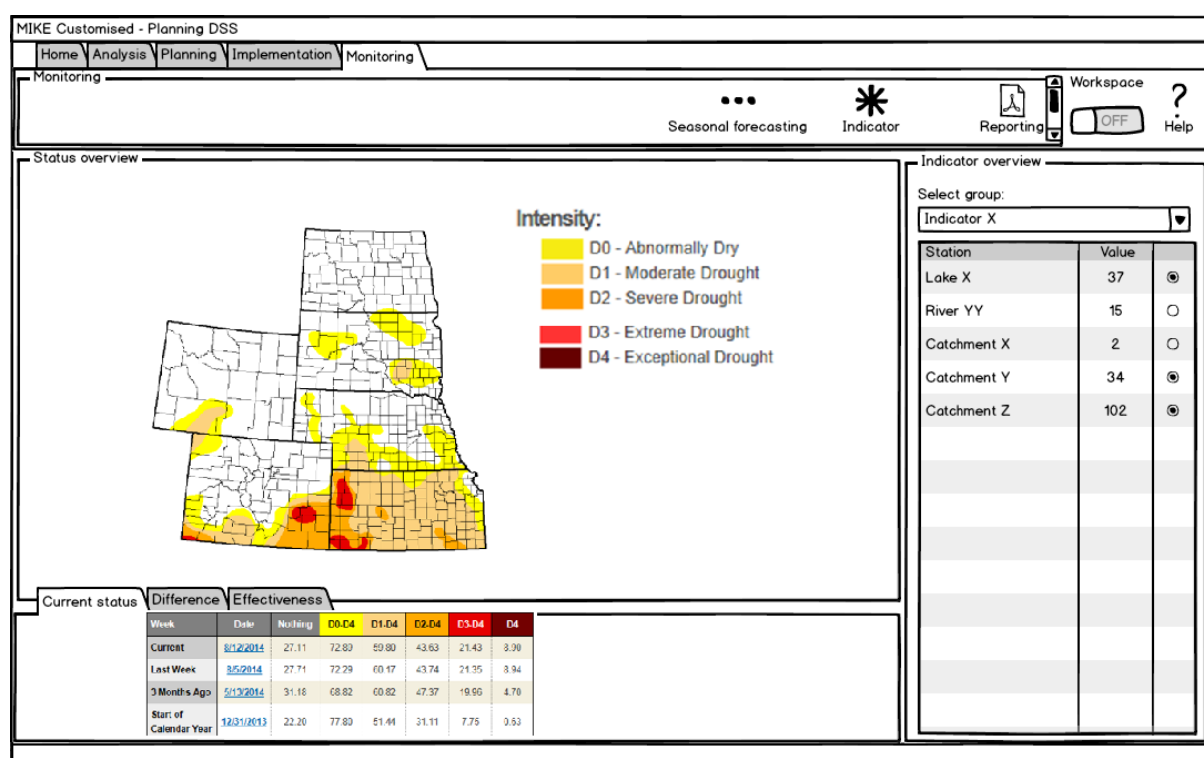 MIKE Customised - Planning DSS
Home Analysis Planning Implementation Monitoring
Monitoring
Seasonal forecasting Indicator Reporting
Workspace
OFF
?
Help
Status overview
Intensity:
D0 - Abnormally Dry
D1 - Moderate Drought
D2 - Severe Drought
D3 - Extreme Drought
D4 - Exceptional Drought
Current status Difference Effectiveness
Week Date Nothing D0-D4 D1-D4 D2-D4 D3-D4 D4
Current 8/12/2014 27.11 72.89 59.80 43.63 21.43 8.90
Last Week 8/5/2014 27.71 72.29 60.17 43.74 21.35 8.94
3 Months Ago 5/13/2014 31.18 68.82 60.82 47.37 19.96
Start of
Calendar Year 12/31/2013 22.20 77.80 51.44 31.11 7.75
Indicator overview
Select group:
Indicator X
Station Value
Lake X 37
River YY 15
Catchment X 2
Catchment Y 34
Catchment Z 102